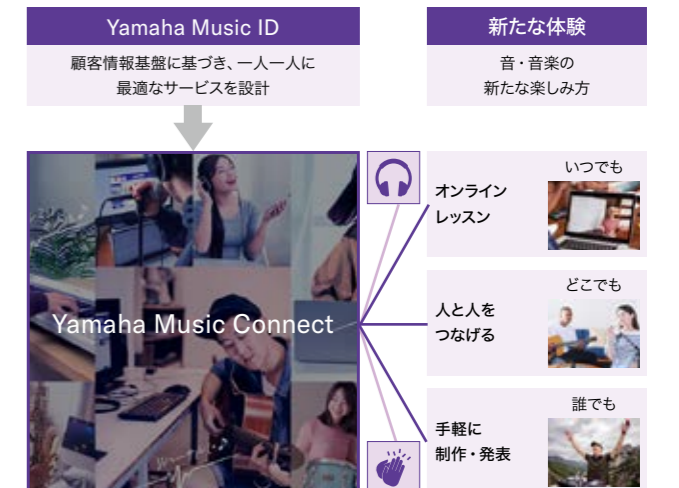 Yamaha Music ID
顧客情報基盤に基づき、一人一人に
最適なサービスを設計
新たな体験
音・音楽の
新たな楽しみ方
Yamaha Music Connect
いつでも
オンライン
レッスン
どこでも
人と人を
つなげる
誰でも
手軽に
制作・発表